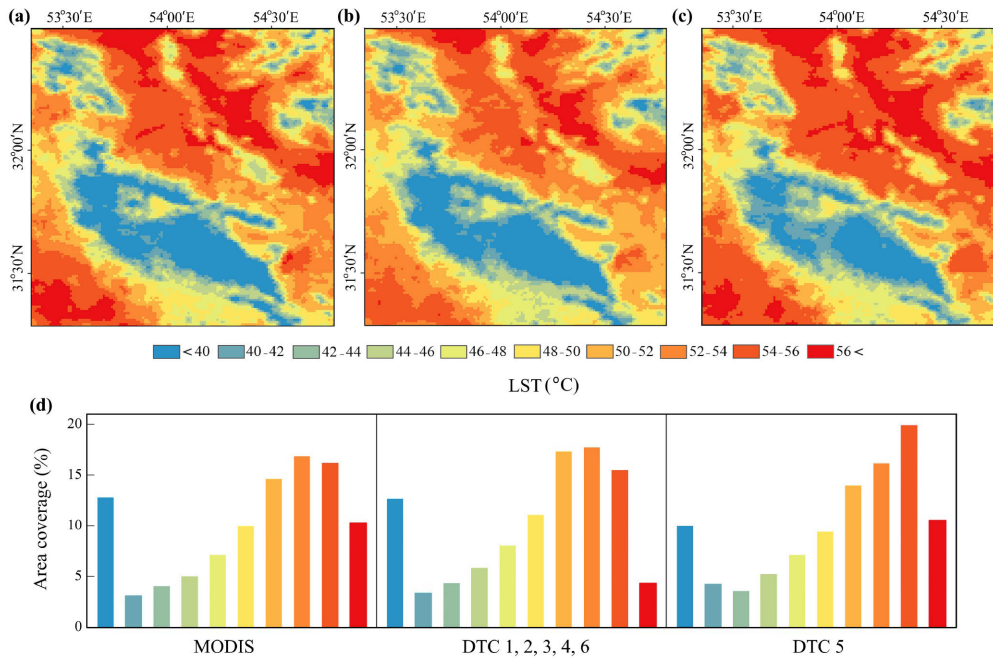 (a) 53°30′E 54°00′E 54°30′E (b) 53°30′E 54°00′E 54°30′E (c) 53°30′E 54°00′E 54°30′E
32°00′N 32°00′N 32°00′N
31°30′N 31°30′N 31°30′N
<40 40-42 42-44 44-46 46-48 48-50 50-52 52-54 54-56 56<
LST (°C)
(d)
Area coverage (%)
20
15
10
5
0
MODIS DTC 1, 2, 3, 4, 6 DTC 5